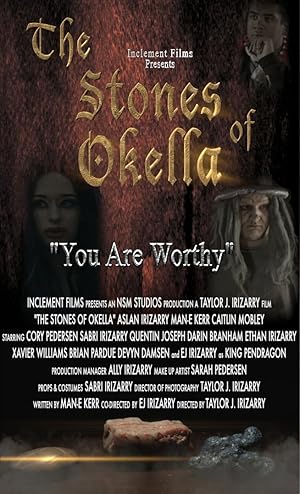 Inclement Films
Presents
The
Stones
of
Okella
"You Are Worthy"
INCLEMENT FILMS PRESENTS AN NSM STUDIOS PRODUCTION A TAYLOR J. IRIZARRY FILM
"THE STONES OF OKELLA" ASLAN IRIZARRY MAN-E KERR CAITLIN MOBLEY
STARRING CORY PEDERSEN SABRI IRIZARRY QUENTIN JOSEPH DARIN BRANHAM ETHAN IRIZARRY
XAVIER WILLIAMS BRIAN PARDUE DEVYN DAMSEN and EJ IRIZARRY as KING PENDRAGON
PRODUCTION MANAGER ALLY IRIZARRY MAKE UP ARTIST SARAH PEDERSEN
PROPS & COSTUMES SABRI IRIZARRY DIRECTOR OF PHOTOGRAPHY TAYLOR J. IRIZARRY
WRITTEN BY MAN-E KERR CO-DIRECTED BY EJ IRIZARRY DIRECTED BY TAYLOR J. IRIZARRY